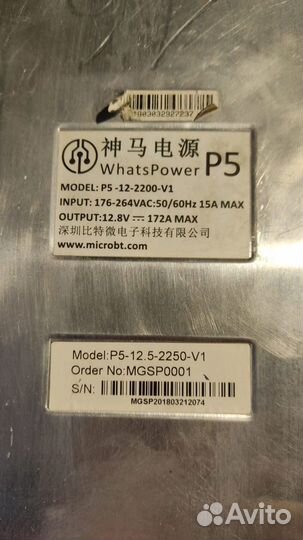 803032927237
神马电源
WhatsPower P5
MODEL: P5 -12-2200-V1
INPUT: 176-264VAC:50/60Hz 15A MAX
OUTPUT:12.8V ⎓ 172A MAX
深圳比特微电子科技有限公司
www.microbt.com
Model:P5-12.5-2250-V1
Order No:MGSP0001
S/N:
MGSP201803212074
Avito